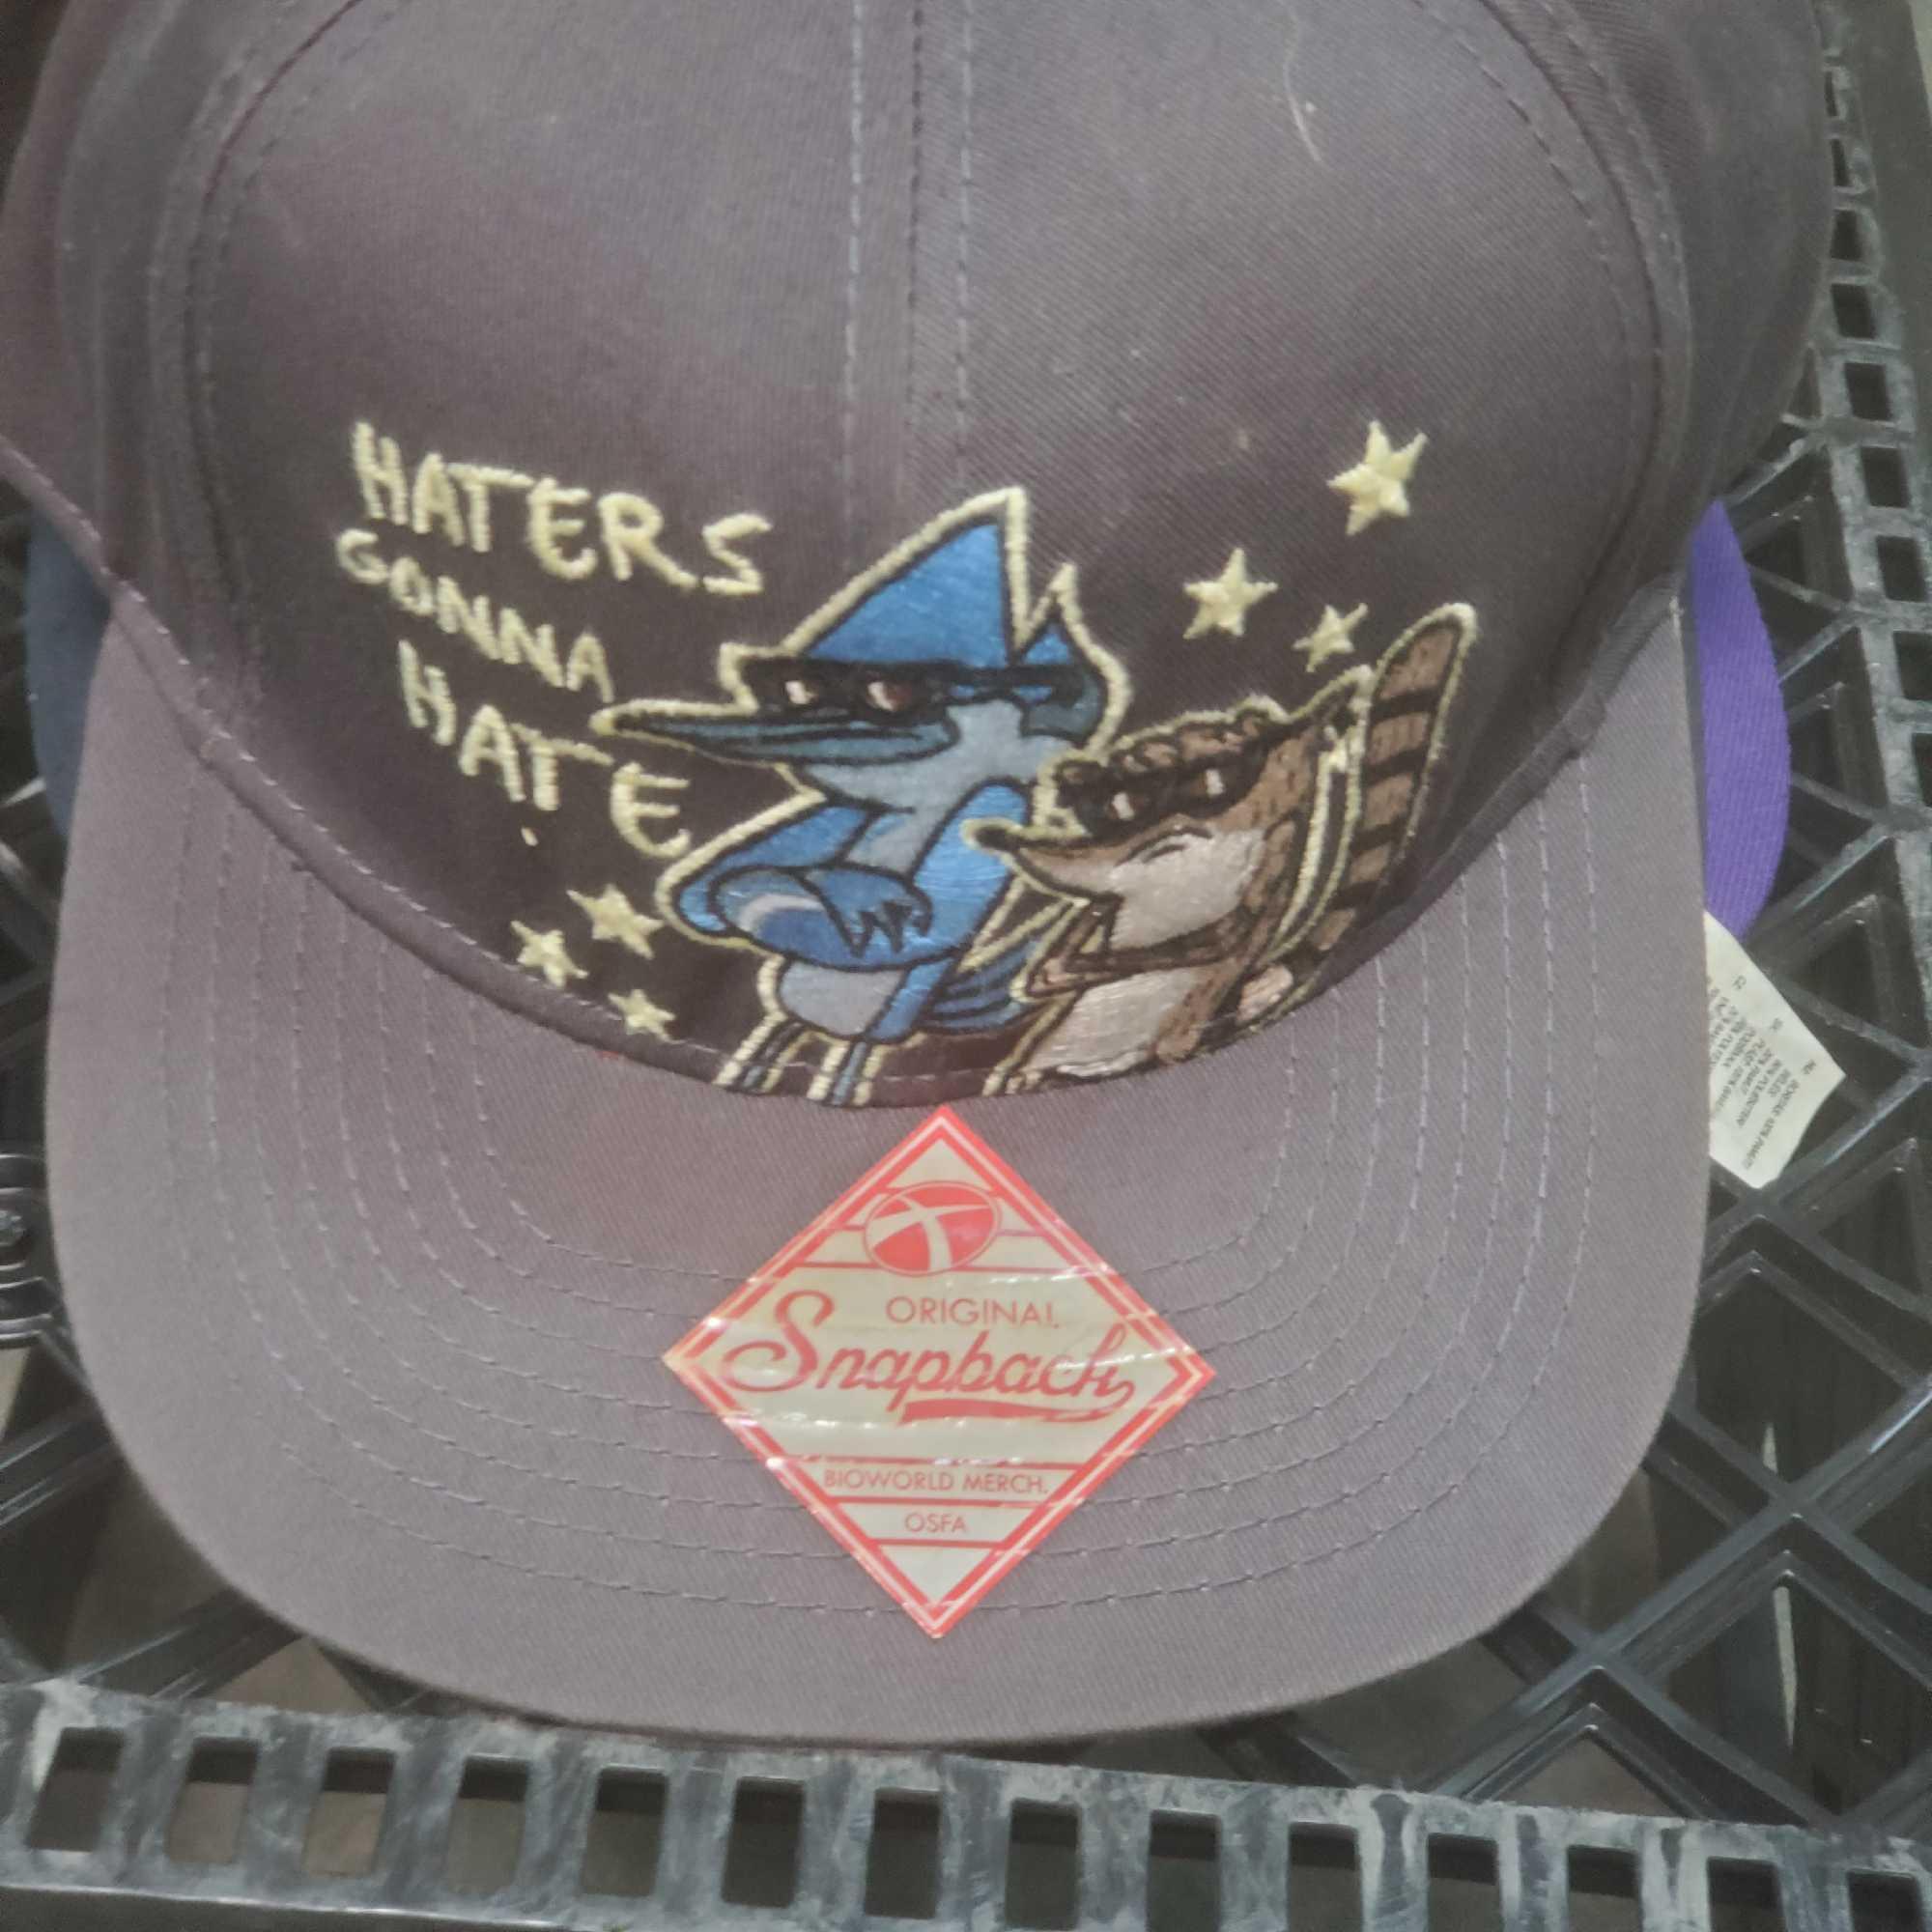 HATERS
GONNA
HATE
ORIGINAL
Snapback
BIOWORLD MERCH.
OSFA